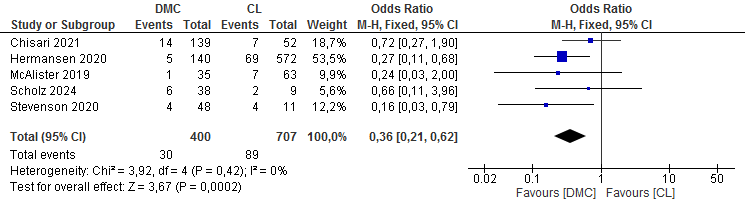 DMC CL Odds Ratio Odds Ratio
Study or Subgroup Events Total Events Total Weight M-H, Fixed, 95% CI M-H, Fixed, 95% CI
Chisari 2021 14 139 7 52 18,7% 0,72 [0,27, 1,90]
Hermansen 2020 5 140 69 572 53,5% 0,27 [0,11, 0,68]
McAlister 2019 1 35 7 63 9,9% 0,24 [0,03, 2,00]
Scholz 2024 6 38 2 9 5,6% 0,66 [0,11, 3,96]
Stevenson 2020 4 48 4 11 12,2% 0,16 [0,03, 0,79]
Total (95% CI) 400 707 100,0% 0,36 [0,21, 0,62]
Total events 30 89
Heterogeneity: Chi² = 3,92, df = 4 (P = 0,42); I² = 0%
Test for overall effect: Z = 3,67 (P = 0,0002)
0.02 0.1 1 10 50
Favours [DMC] Favours [CL]